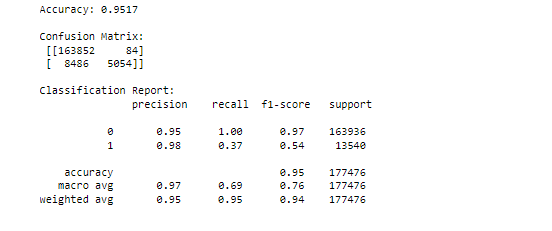 Accuracy: 0.9517
Confusion Matrix:
[[163852     84]
[  8486   5054]]
Classification Report:
precision    recall  f1-score   support
0       0.95      1.00      0.97    163936
1       0.98      0.37      0.54     13540
accuracy                           0.95    177476
macro avg       0.97      0.69      0.76    177476
weighted avg       0.95      0.95      0.94    177476